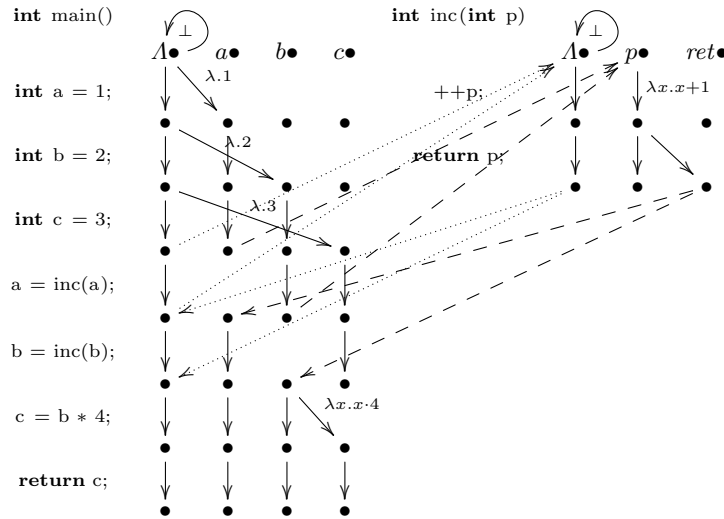 int main() ⊥ int inc(int p) ⊥
Λ a b c Λ p ret
λ.1
int a = 1; ++p; λx.x+1
λ.2
int b = 2; return p;
λ.3
int c = 3;
a = inc(a);
b = inc(b);
λx.x·4
c = b ∗ 4;
return c;